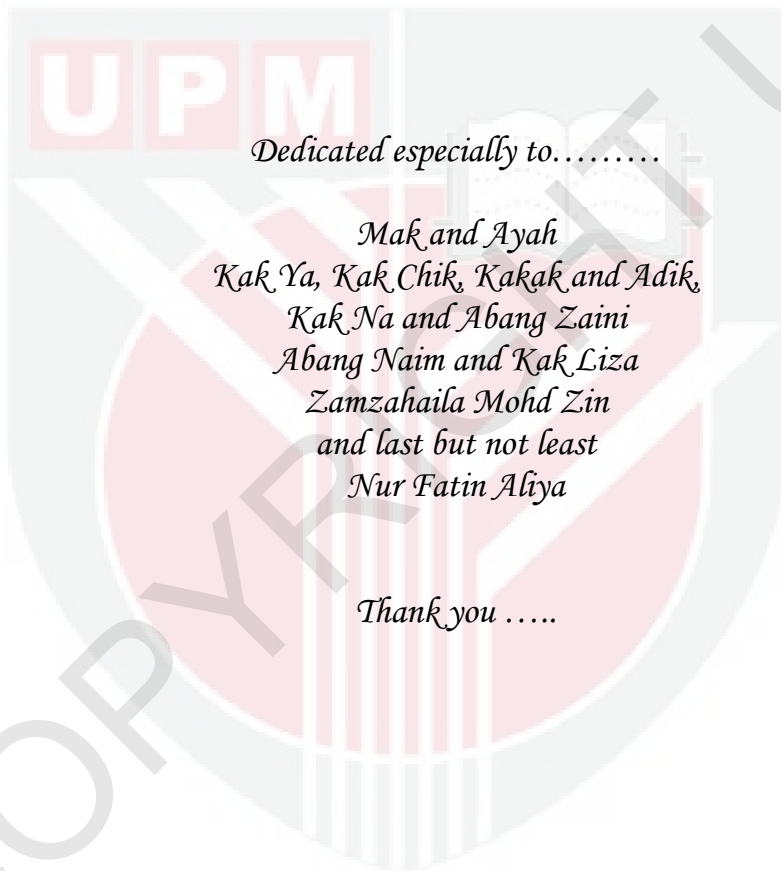 UPM
Dedicated especially to………
Mak and Ayah
Kak Ya, Kak Chik, Kakak and Adik,
Kak Na and Abang Zaini
Abang Naim and Kak Liza
Zamzahaila Mohd Zin
and last but not least
Nur Fatin Aliya
Thank you …..
OPYRIGHT U